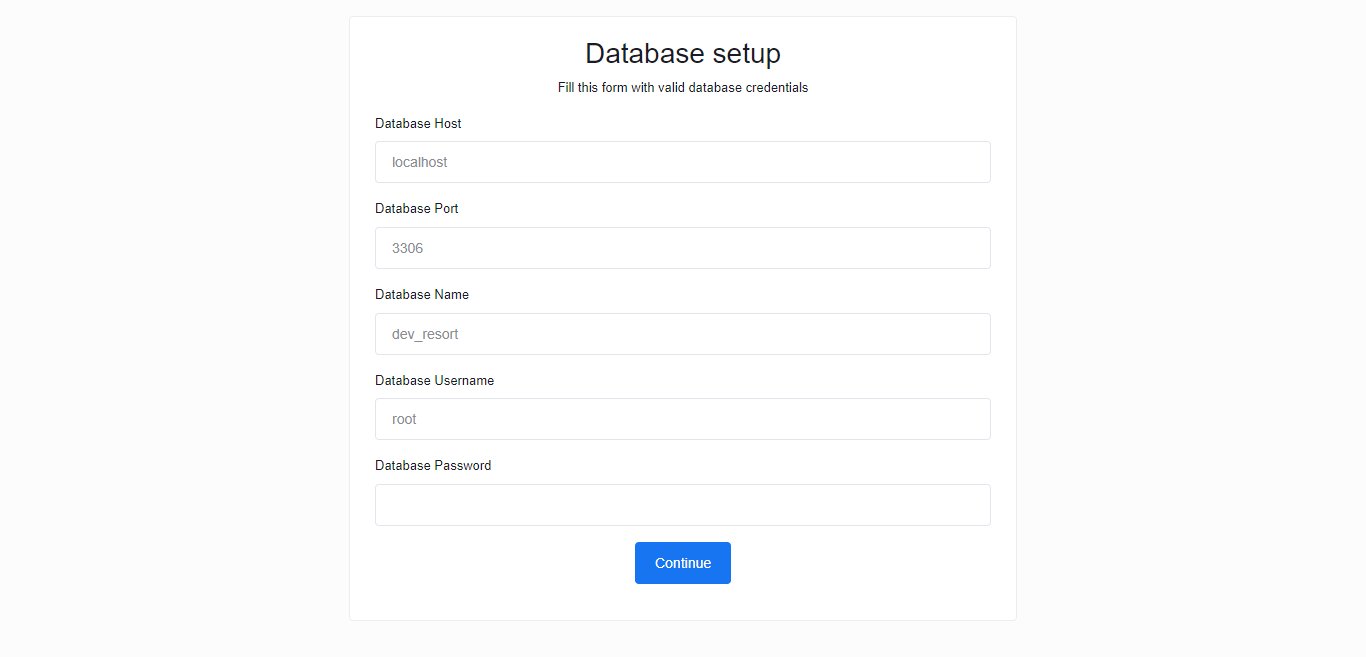 Database setup
Fill this form with valid database credentials
Database Host
localhost
Database Port
3306
Database Name
dev_resort
Database Username
root
Database Password
Continue